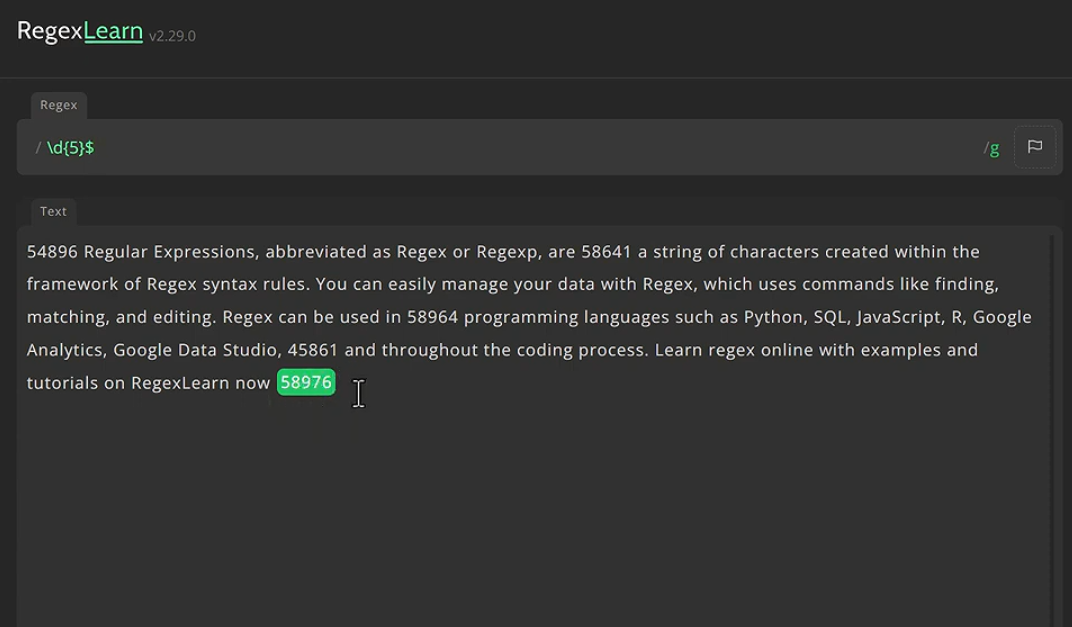 RegexLearn v2.29.0
Regex
/ \d{5}$ /g
Text
54896 Regular Expressions, abbreviated as Regex or Regexp, are 58641 a string of characters created within the
framework of Regex syntax rules. You can easily manage your data with Regex, which uses commands like finding,
matching, and editing. Regex can be used in 58964 programming languages such as Python, SQL, JavaScript, R, Google
Analytics, Google Data Studio, 45861 and throughout the coding process. Learn regex online with examples and
tutorials on RegexLearn now 58976